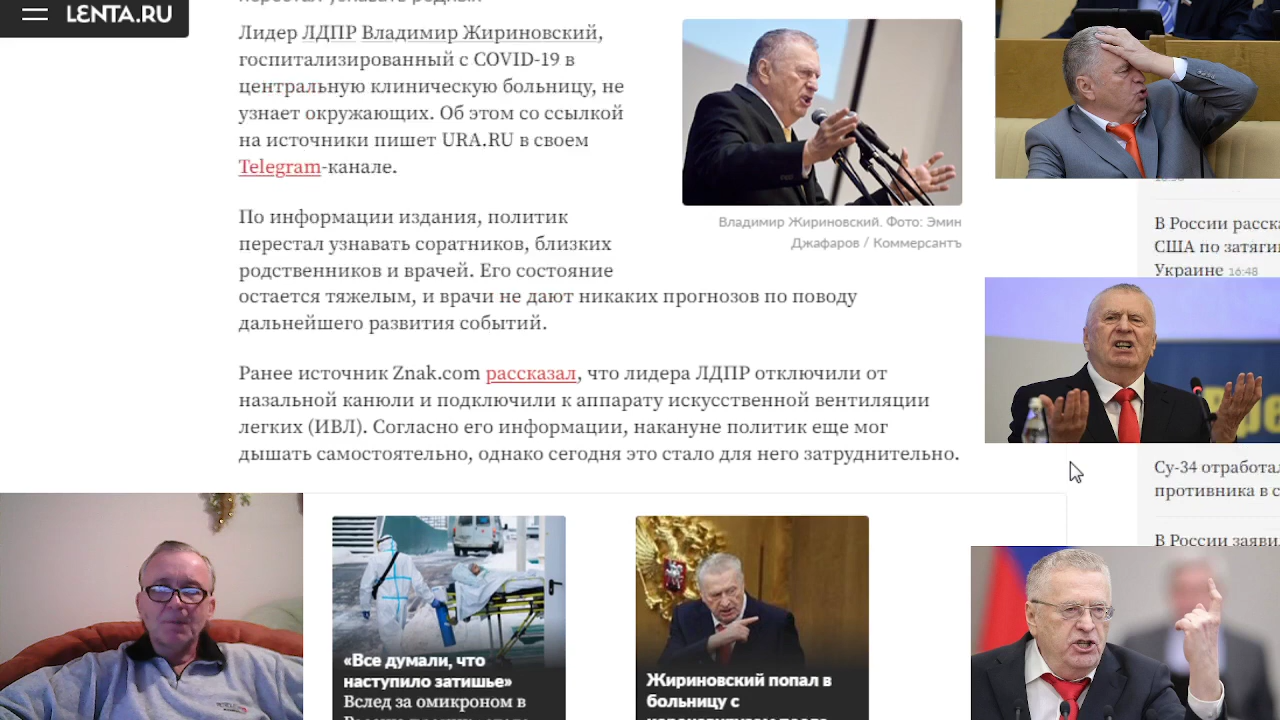 LENTA.RU
Лидер ЛДПР Владимир Жириновский,
госпитализированный с COVID-19 в
центральную клиническую больницу, не
узнает окружающих. Об этом со ссылкой
на источники пишет URA.RU в своем
Telegram-канале.
Владимир Жириновский. Фото: Эмин
Джафаров / Коммерсантъ
По информации издания, политик
перестал узнавать соратников, близких
родственников и врачей. Его состояние
остается тяжелым, и врачи не дают никаких прогнозов по поводу
дальнейшего развития событий.
Ранее источник Znak.com рассказал, что лидера ЛДПР отключили от
назальной канюли и подключили к аппарату искусственной вентиляции
легких (ИВЛ). Согласно его информации, накануне политик еще мог
дышать самостоятельно, однако сегодня это стало для него затруднительно.
«Все думали, что
наступило затишье»
Вслед за омикроном в
Жириновский попал в
больницу с
В России расска
США по затяги
Украине 16:48
Су-34 отработал
противника в с
В России заяви